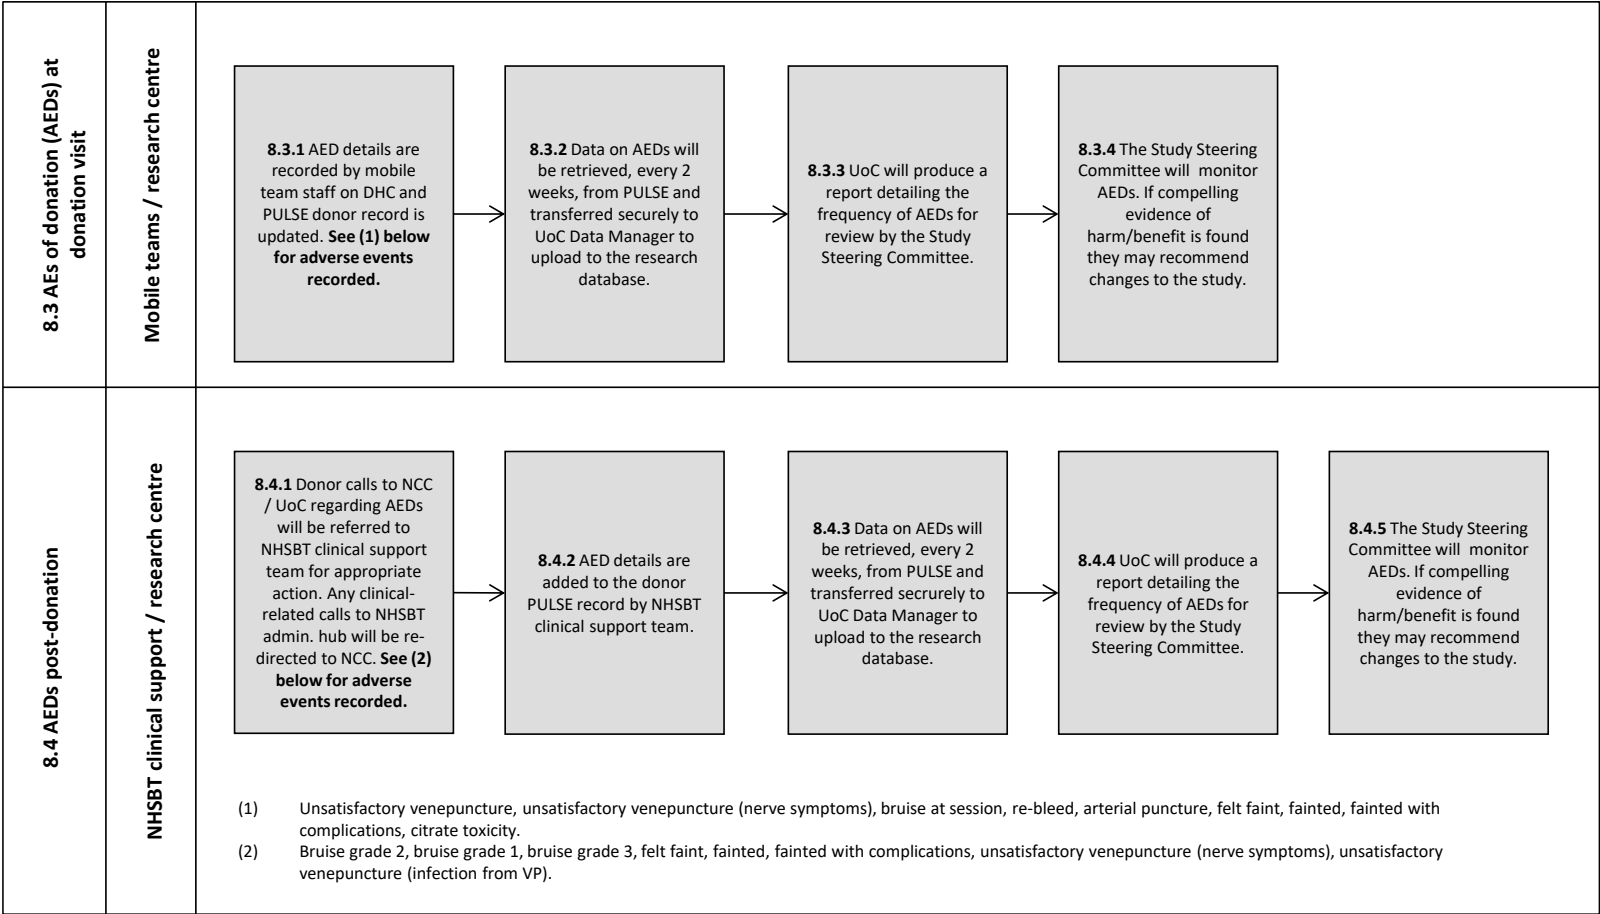 8.3 AEs of donation (AEDs) at
donation visit
Mobile teams / research centre
8.3.1 AED details are
recorded by mobile
team staff on DHC and
PULSE donor record is
updated. See (1) below
for adverse events
recorded.
8.3.2 Data on AEDs will
be retrieved, every 2
weeks, from PULSE and
transferred securely to
UoC Data Manager to
upload to the research
database.
8.3.3 UoC will produce a
report detailing the
frequency of AEDs for
review by the Study
Steering Committee.
8.3.4 The Study Steering
Committee will monitor
AEDs. If compelling
evidence of
harm/benefit is found
they may recommend
changes to the study.
8.4 AEDs post-donation
NHSBT clinical support / research centre
8.4.1 Donor calls to NCC
/ UoC regarding AEDs
will be referred to
NHSBT clinical support
team for appropriate
action. Any clinical-
related calls to NHSBT
admin. hub will be re-
directed to NCC. See (2)
below for adverse
events recorded.
8.4.2 AED details are
added to the donor
PULSE record by NHSBT
clinical support team.
8.4.3 Data on AEDs will
be retrieved, every 2
weeks, from PULSE and
transferred secrurely to
UoC Data Manager to
upload to the research
database.
8.4.4 UoC will produce a
report detailing the
frequency of AEDs for
review by the Study
Steering Committee.
8.4.5 The Study Steering
Committee will monitor
AEDs. If compelling
evidence of
harm/benefit is found
they may recommend
changes to the study.
(1) Unsatisfactory venepuncture, unsatisfactory venepuncture (nerve symptoms), bruise at session, re-bleed, arterial puncture, felt faint, fainted, fainted with
complications, citrate toxicity.
(2) Bruise grade 2, bruise grade 1, bruise grade 3, felt faint, fainted, fainted with complications, unsatisfactory venepuncture (nerve symptoms), unsatisfactory
venepuncture (infection from VP).